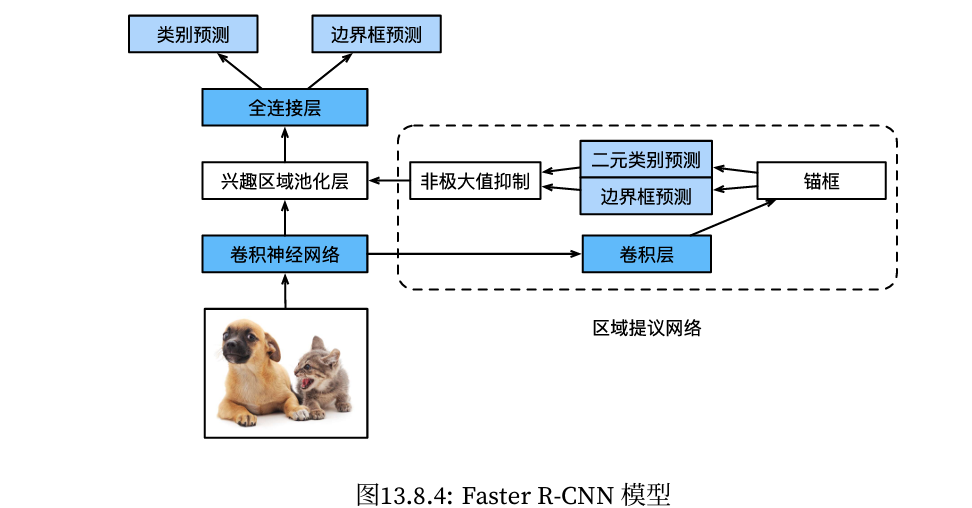 类别预测
边界框预测
全连接层
兴趣区域池化层
非极大值抑制
二元类别预测
边界框预测
锚框
卷积神经网络
卷积层
区域提议网络
图13.8.4: Faster R-CNN 模型